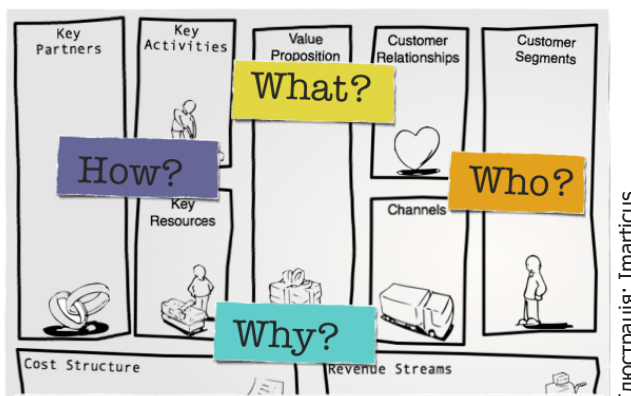 Key
Partners
Key
Activities
Value
Proposition
Customer
Relationships
Customer
Segments
What?
How?
Who?
Key
Resources
Channels
Why?
Cost Structure
Revenue Streams
Ілюстрація: Imarticus